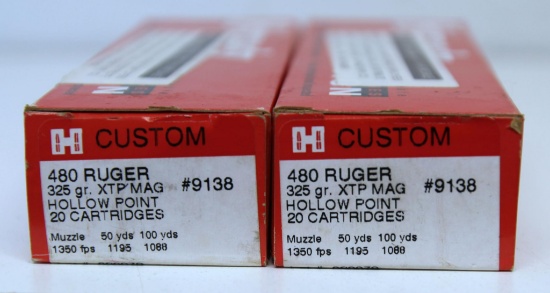 H CUSTOM
480 RUGER
325 gr. XTP MAG #9138
HOLLOW POINT
20 CARTRIDGES
Muzzle 50 yds 100 yds
1350 fps 1195 1088
H CUSTOM
480 RUGER
325 gr. XTP MAG #9138
HOLLOW POINT
20 CARTRIDGES
Muzzle 50 yds 100 yds
1350 fps 1195 1088